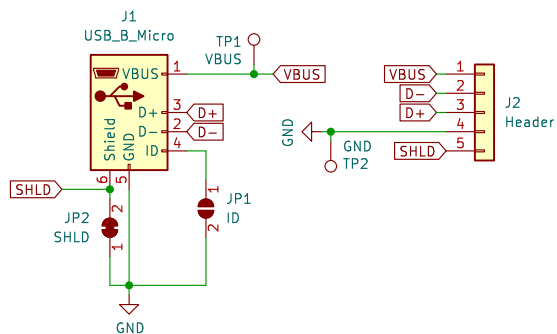 J1
USB_B_Micro
TP1
VBUS
VBUS 1
VBUS
D+ 3
D+
D- 2
D-
ID 4
Shield
GND
6
5
SHLD
JP2
SHLD
2
1
1
2
JP1
ID
GND
VBUS
1
D-
2
D+
3
GND
4
GND
TP2
SHLD
5
J2
Header